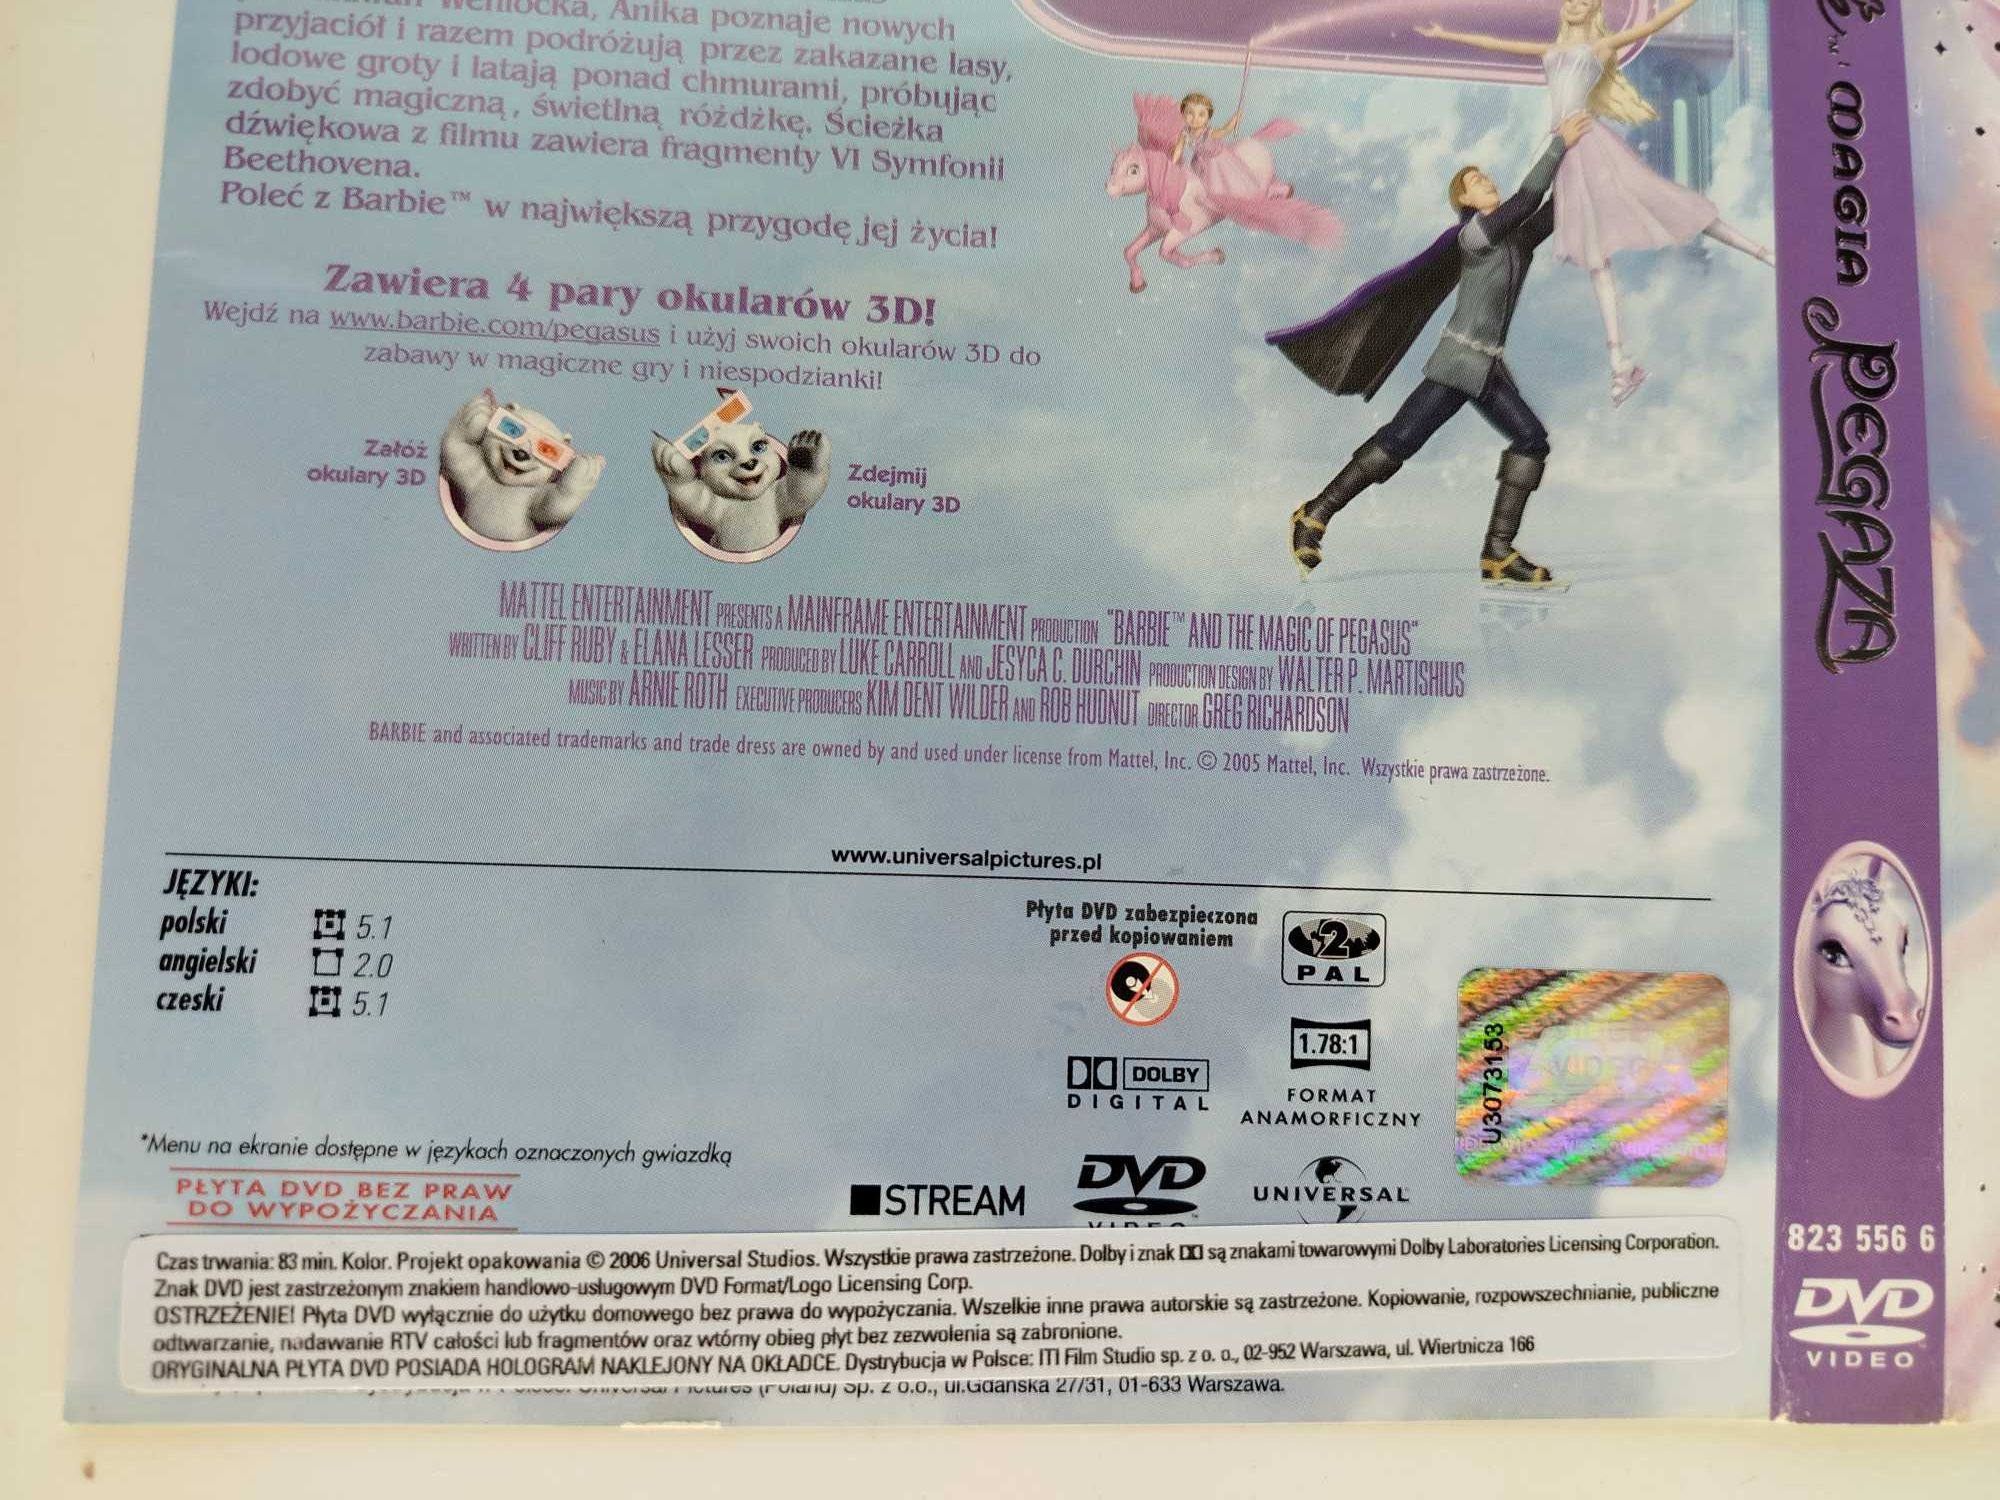 Wenlocka, Anika poznaje nowych
przyjaciół i razem podróżują przez zakazane lasy,
lodowe groty i latają ponad chmurami, próbując
zdobyć magiczną, świetlną różdżkę. Ścieżka
dźwiękowa z filmu zawiera fragmenty VI Symfonii
Beethovena.
Poleć z Barbie™ w największą przygodę jej życia!
Zawiera 4 pary okularów 3D!
Wejdź na www.barbie.com/pegasus i użyj swoich okularów 3D do
zabawy w magiczne gry i niespodzianki!
Załóż
okulary 3D
Zdejmij
okulary 3D
MATTEL ENTERTAINMENT PRESENTS A MAINFRAME ENTERTAINMENT PRODUCTION "BARBIE™ AND THE MAGIC OF PEGASUS"
WRITTEN BY CLIFF RUBY & ELANA LESSER PRODUCED BY LUKE CARROLL AND JESYCA C. DURCHIN PRODUCTION DESIGN BY WALTER P. MARTISHIUS
MUSIC BY ARNIE ROTH EXECUTIVE PRODUCERS KIM DENT WILDER AND ROB HUDNUT DIRECTOR GREG RICHARDSON
BARBIE and associated trademarks and trade dress are owned by and used under license from Mattel, Inc. © 2005 Mattel, Inc. Wszystkie prawa zastrzeżone.
www.universalpictures.pl
JĘZYKI:
polski 5.1
angielski 2.0
czeski 5.1
Płyta DVD zabezpieczona
przed kopiowaniem
2
PAL
1.78:1
FORMAT
ANAMORFICZNY
DOLBY
DIGITAL
U3073153
*Menu na ekranie dostępne w językach oznaczonych gwiazdką
PŁYTA DVD BEZ PRAW
DO WYPOŻYCZANIA
STREAM
DVD
VIDEO
UNIVERSAL
Czas trwania: 83 min. Kolor. Projekt opakowania © 2006 Universal Studios. Wszystkie prawa zastrzeżone. Dolby i znak są znakami towarowymi Dolby Laboratories Licensing Corporation.
Znak DVD jest zastrzeżonym znakiem handlowo-usługowym DVD Format/Logo Licensing Corp.
OSTRZEŻENIE! Płyta DVD wyłącznie do użytku domowego bez prawa do wypożyczania. Wszelkie inne prawa autorskie są zastrzeżone. Kopiowanie, rozpowszechnianie, publiczne
odtwarzanie, nadawanie RTV całości lub fragmentów oraz wtórny obieg płyt bez zezwolenia są zabronione.
ORYGINALNA PŁYTA DVD POSIADA HOLOGRAM NAKLEJONY NA OKŁADCE. Dystrybucja w Polsce: ITI Film Studio sp. z o. o., 02-952 Warszawa, ul. Wiertnicza 166
Universal Pictures (Poland) Sp. z o.o., ul.Gdańska 27/31, 01-633 Warszawa.
MAGIA PEGAZA
823 556 6
DVD
VIDEO